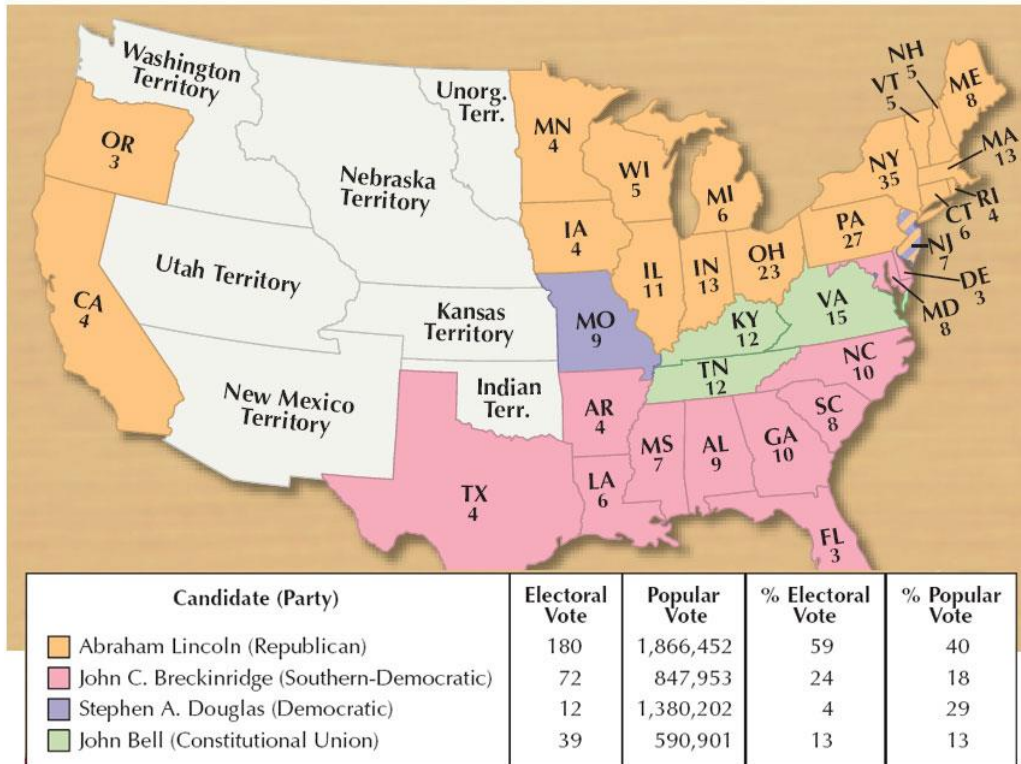 Washington
Territory
Unorg.
Terr.
NH
5
VT
5
ME
8
OR
3
MN
4
MA
13
WI
5
NY
35
Nebraska
Territory
MI
6
RI
4
CT
6
IA
4
PA
27
NJ
7
Utah Territory
IL
11
IN
13
OH
23
DE
3
CA
4
MD
8
Kansas
Territory
MO
9
KY
12
VA
15
New Mexico
Territory
Indian
Terr.
TN
12
NC
10
AR
4
SC
8
MS
7
AL
9
GA
10
TX
4
LA
6
FL
3
Candidate (Party) Electoral Vote Popular Vote % Electoral Vote % Popular Vote
Abraham Lincoln (Republican) 180 1,866,452 59 40
John C. Breckinridge (Southern-Democratic) 72 847,953 24 18
Stephen A. Douglas (Democratic) 12 1,380,202 4 29
John Bell (Constitutional Union) 39 590,901 13 13